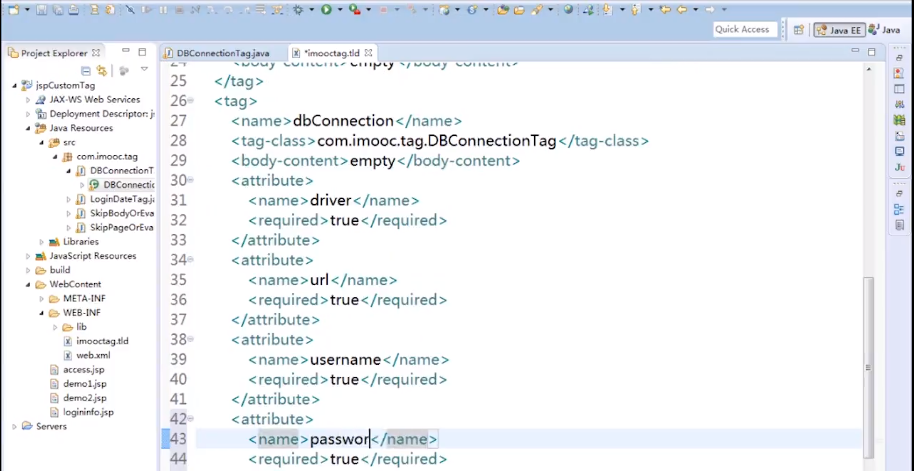 Quick Access
Java EE
Java
Project Explorer
DBConnectionTag.java
*imooctag.tld
jspCustomTag
JAX-WS Web Services
Deployment Descriptor: js
Java Resources
src
com.imooc.tag
DBConnectionT
DBConnectio
LoginDateTag.j
SkipBodyOrEva
SkipPageOrEva
Libraries
JavaScript Resources
build
WebContent
META-INF
WEB-INF
lib
imooctag.tld
web.xml
access.jsp
demo1.jsp
demo2.jsp
logininfo.jsp
Servers
24 <body-content>empty</body-content>
25 </tag>
26 <tag>
27 <name>dbConnection</name>
28 <tag-class>com.imooc.tag.DBConnectionTag</tag-class>
29 <body-content>empty</body-content>
30 <attribute>
31 <name>driver</name>
32 <required>true</required>
33 </attribute>
34 <attribute>
35 <name>url</name>
36 <required>true</required>
37 </attribute>
38 <attribute>
39 <name>username</name>
40 <required>true</required>
41 </attribute>
42 <attribute>
43 <name>passwor</name>
44 <required>true</required>